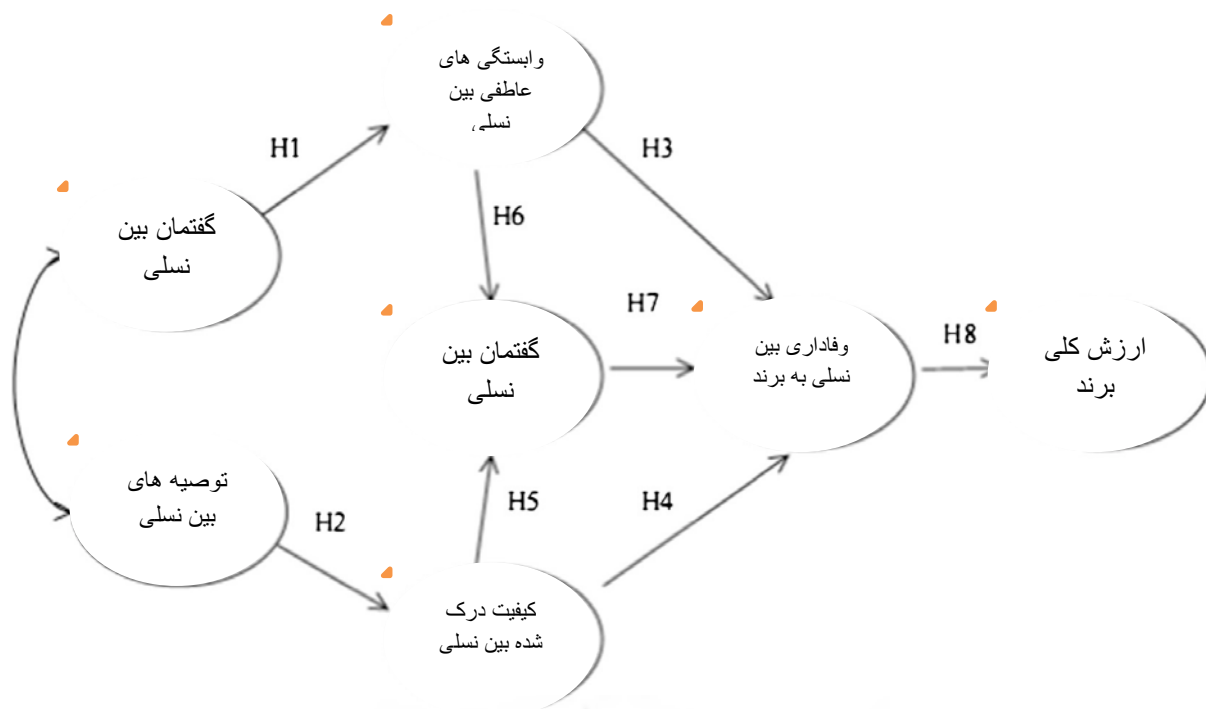 وابستگی های
عاطفی بین
نسلی
H1
H3
گفتمان بین
نسلی
H6
H7
گفتمان بین
نسلی
وفاداری بین
نسلی به برند
H8
ارزش کلی
برند
توصیه های
بین نسلی
H2
H5
H4
کیفیت درک
شده بین نسلی